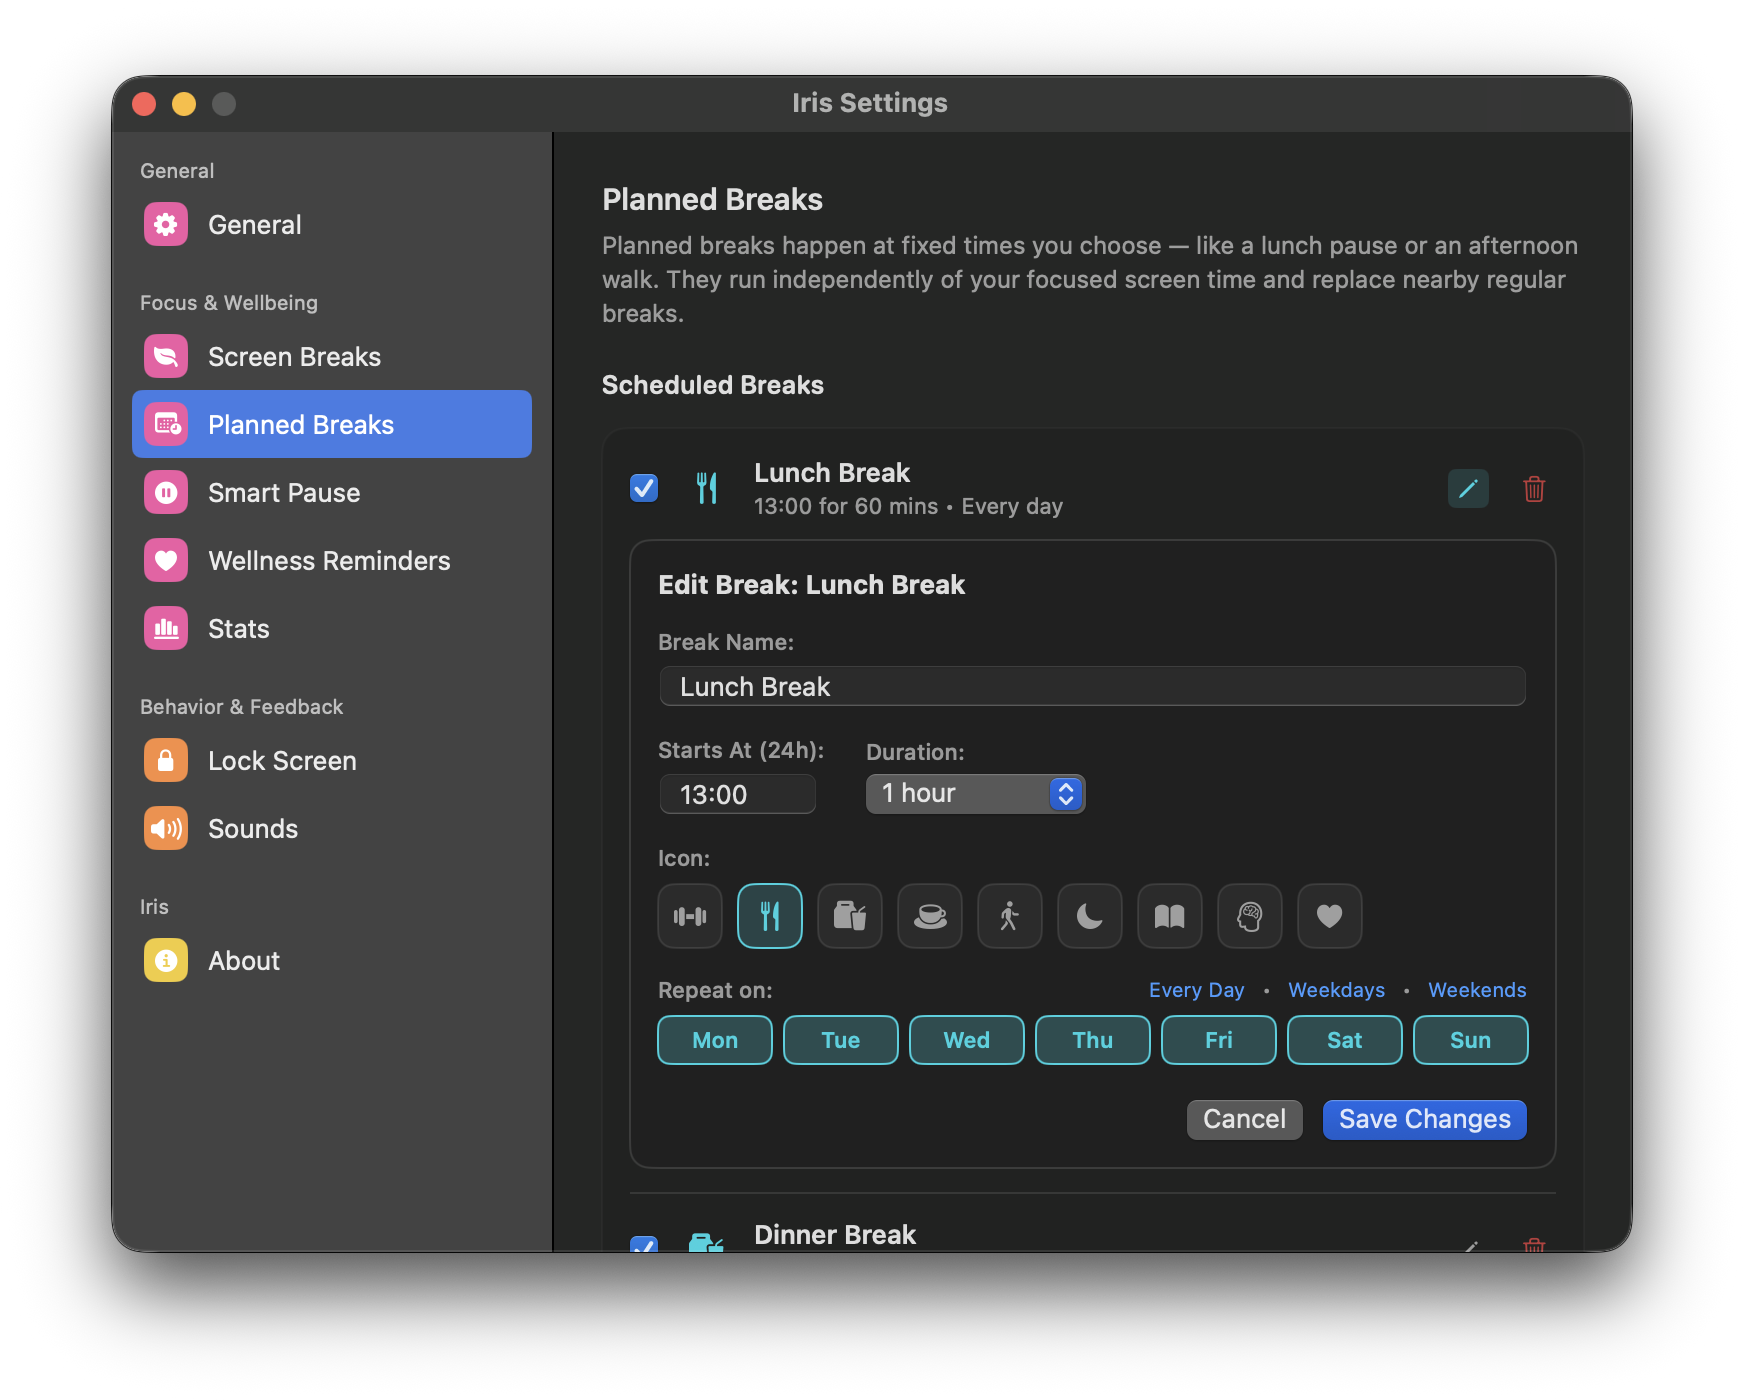 Iris Settings
General
General
Focus & Wellbeing
Screen Breaks
Planned Breaks
Smart Pause
Wellness Reminders
Stats
Behavior & Feedback
Lock Screen
Sounds
Iris
About
Planned Breaks
Planned breaks happen at fixed times you choose — like a lunch pause or an afternoon
walk. They run independently of your focused screen time and replace nearby regular
breaks.
Scheduled Breaks
Lunch Break
13:00 for 60 mins • Every day
Edit Break: Lunch Break
Break Name:
Lunch Break
Starts At (24h): Duration:
13:00 1 hour
Icon:
Repeat on: Every Day • Weekdays • Weekends
Mon Tue Wed Thu Fri Sat Sun
Cancel Save Changes
Dinner Break